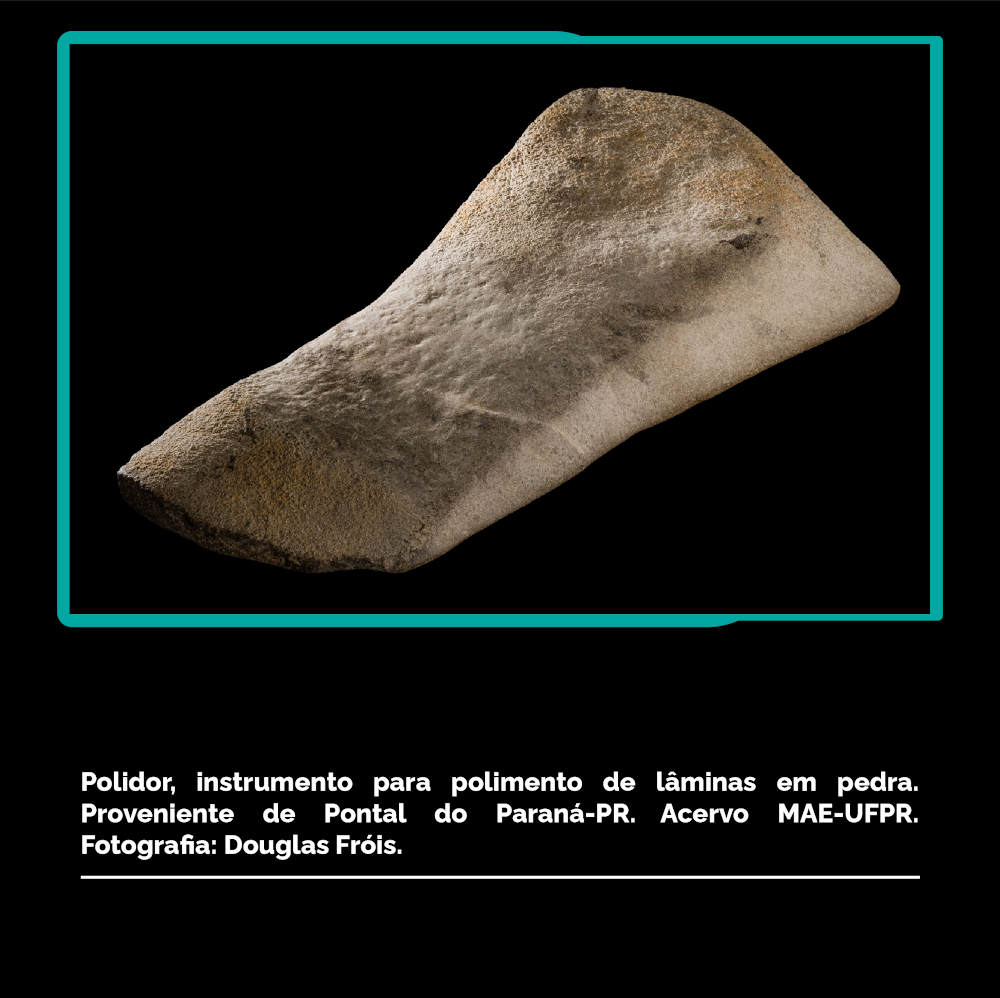 Polidor, instrumento para polimento de lâminas em pedra.
Proveniente de Pontal do Paraná-PR. Acervo MAE-UFPR.
Fotografia: Douglas Fróis.